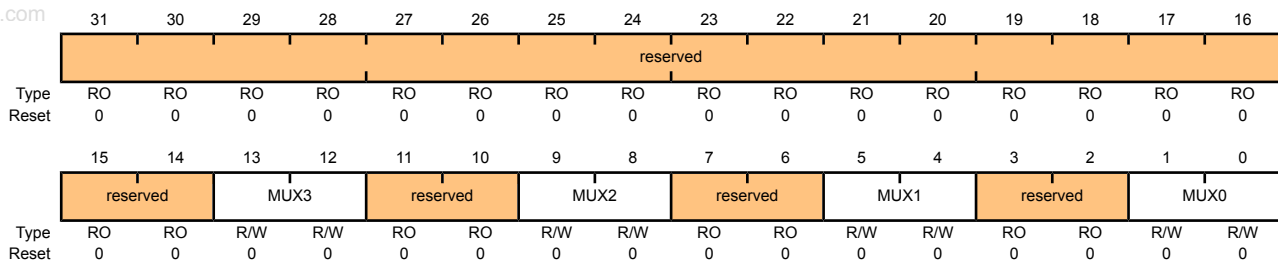 .com
31 30 29 28 27 26 25 24 23 22 21 20 19 18 17 16
reserved
Type RO RO RO RO RO RO RO RO RO RO RO RO RO RO RO RO
Reset 0 0 0 0 0 0 0 0 0 0 0 0 0 0 0 0
15 14 13 12 11 10 9 8 7 6 5 4 3 2 1 0
reserved MUX3 reserved MUX2 reserved MUX1 reserved MUX0
Type RO RO R/W R/W RO RO R/W R/W RO RO R/W R/W RO RO R/W R/W
Reset 0 0 0 0 0 0 0 0 0 0 0 0 0 0 0 0